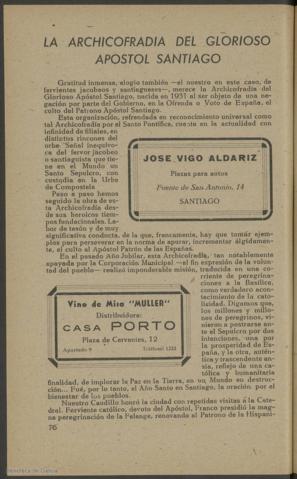 LA ARCHICOFRADIA DEL GLORIOSO
APOSTOL SANTIAGO
Gratitud inmensa, elogio también —el nuestro en este caso, de
fervientes jacobeos y santiagueses—, merece la Archicofradía del
Glorioso Apóstol Santiago, nacida en 1931 al ser objeto de una ne-
gación por parte del Gobierno, en la Ofrenda o Voto de España, el
culto del Patrono Apóstol Santiago.
Esta organización, refrendada en reconocimiento universal como
tal Archicofradía por el Santo Pontífice, cuenta en la actualidad con
infinidad de filiales, en
distintos rincones del
orbe. Señal inequívo-
ca del fervor jacobeo
o santiaguista que tie-
ne en el Mundo un
Santo Sepulcro, con
custodia en la Urbe
de Compostela
Paso a paso hemos
seguido la obra de es-
ta Archicofradía des-
de sus heroicos tiem-
pos fundacionales. La-
bor de tesón y de muy
JOSE VIGO ALDARIZ
Plazas para autos
Fuente de San Antonio, 14
SANTIAGO
significativa conducta, de la que, francamente, hay que tomar ejem-
plos para perseverar en la norma de apurar, incrementar álgidamen-
te, el culto al Apóstol Patrón de las Españas.
En el pasado Año Jubilar, esta Archicofradía, tan notablemente
apoyada por la Corporación Municipal —fiel expresión de la volun-
tad del pueblo— realizó imponderable misión, traducida en una co-
rriente de peregrina-
ciones a la Basílica,
como verdadero acon-
tecimiento de la cato-
licidad. Digamos que,
los millones y millo-
nes de peregrinos, vi-
nieron a postrarse an-
te el Sepulcro por dos
intenciones, una por
la prosperidad de Es-
paña, y la otra, autén-
tica y trascendente an-
sia, reflejo de una ca-
tólica y humanitaria
Vino de Misa "MULLER"
Distribuidora:
CASA PORTO
Plaza de Cervantes, 12
Apartado 9 Teléfono 1233
finalidad, de implorar la Paz en la Tierra, en un Mundo en destruc-
ción... Fué, por lo tanto, el Año Santo en Santiago, la oración por el
bienestar de los pueblos.
Nuestro Caudillo honró la ciudad con repetidas visitas a la Cate-
dral. Ferviente católico, devoto del Apóstol, Franco presidió la mag-
na peregrinación de la Falange, renovando al Patrono de la Hispani-
76
Biblioteca de Galicia